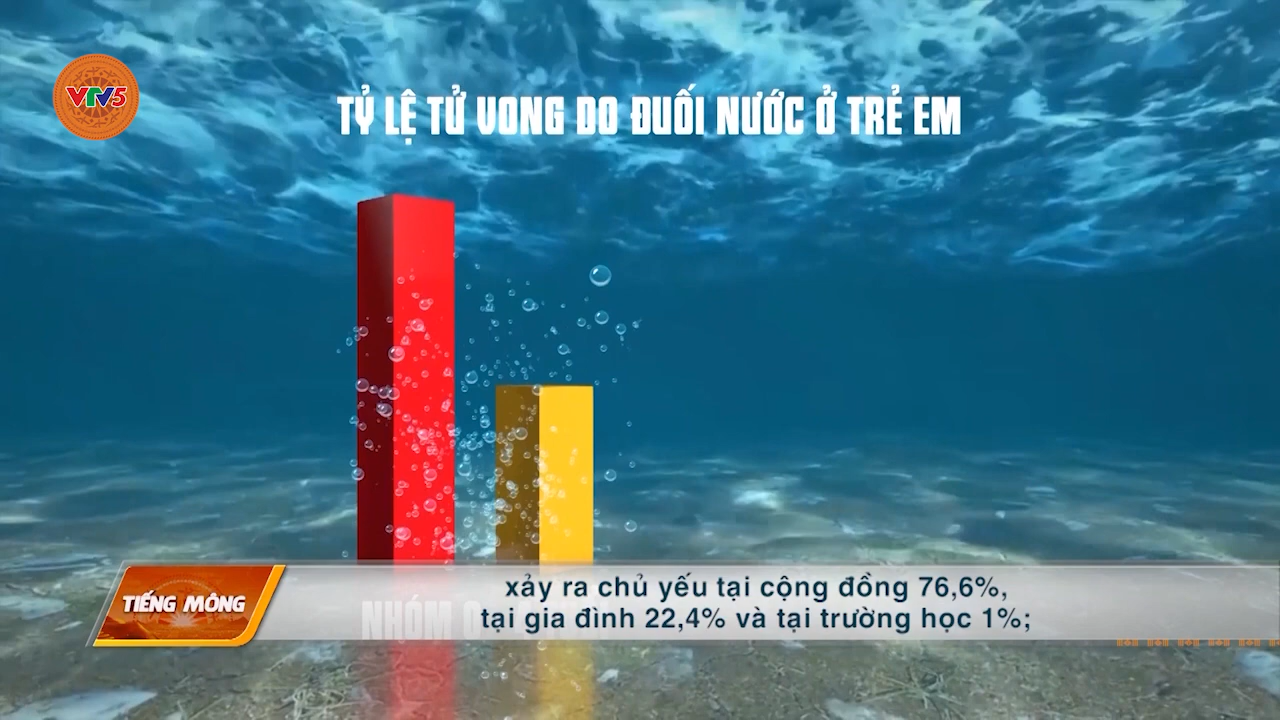 VTV5
TỶ LỆ TỬ VONG DO ĐUỐI NƯỚC Ở TRẺ EM
xảy ra chủ yếu tại cộng đồng 76,6%,
TIẾNG MÔNG
NHÓM
tại gia đình 22,4% và tại trường học 1%;